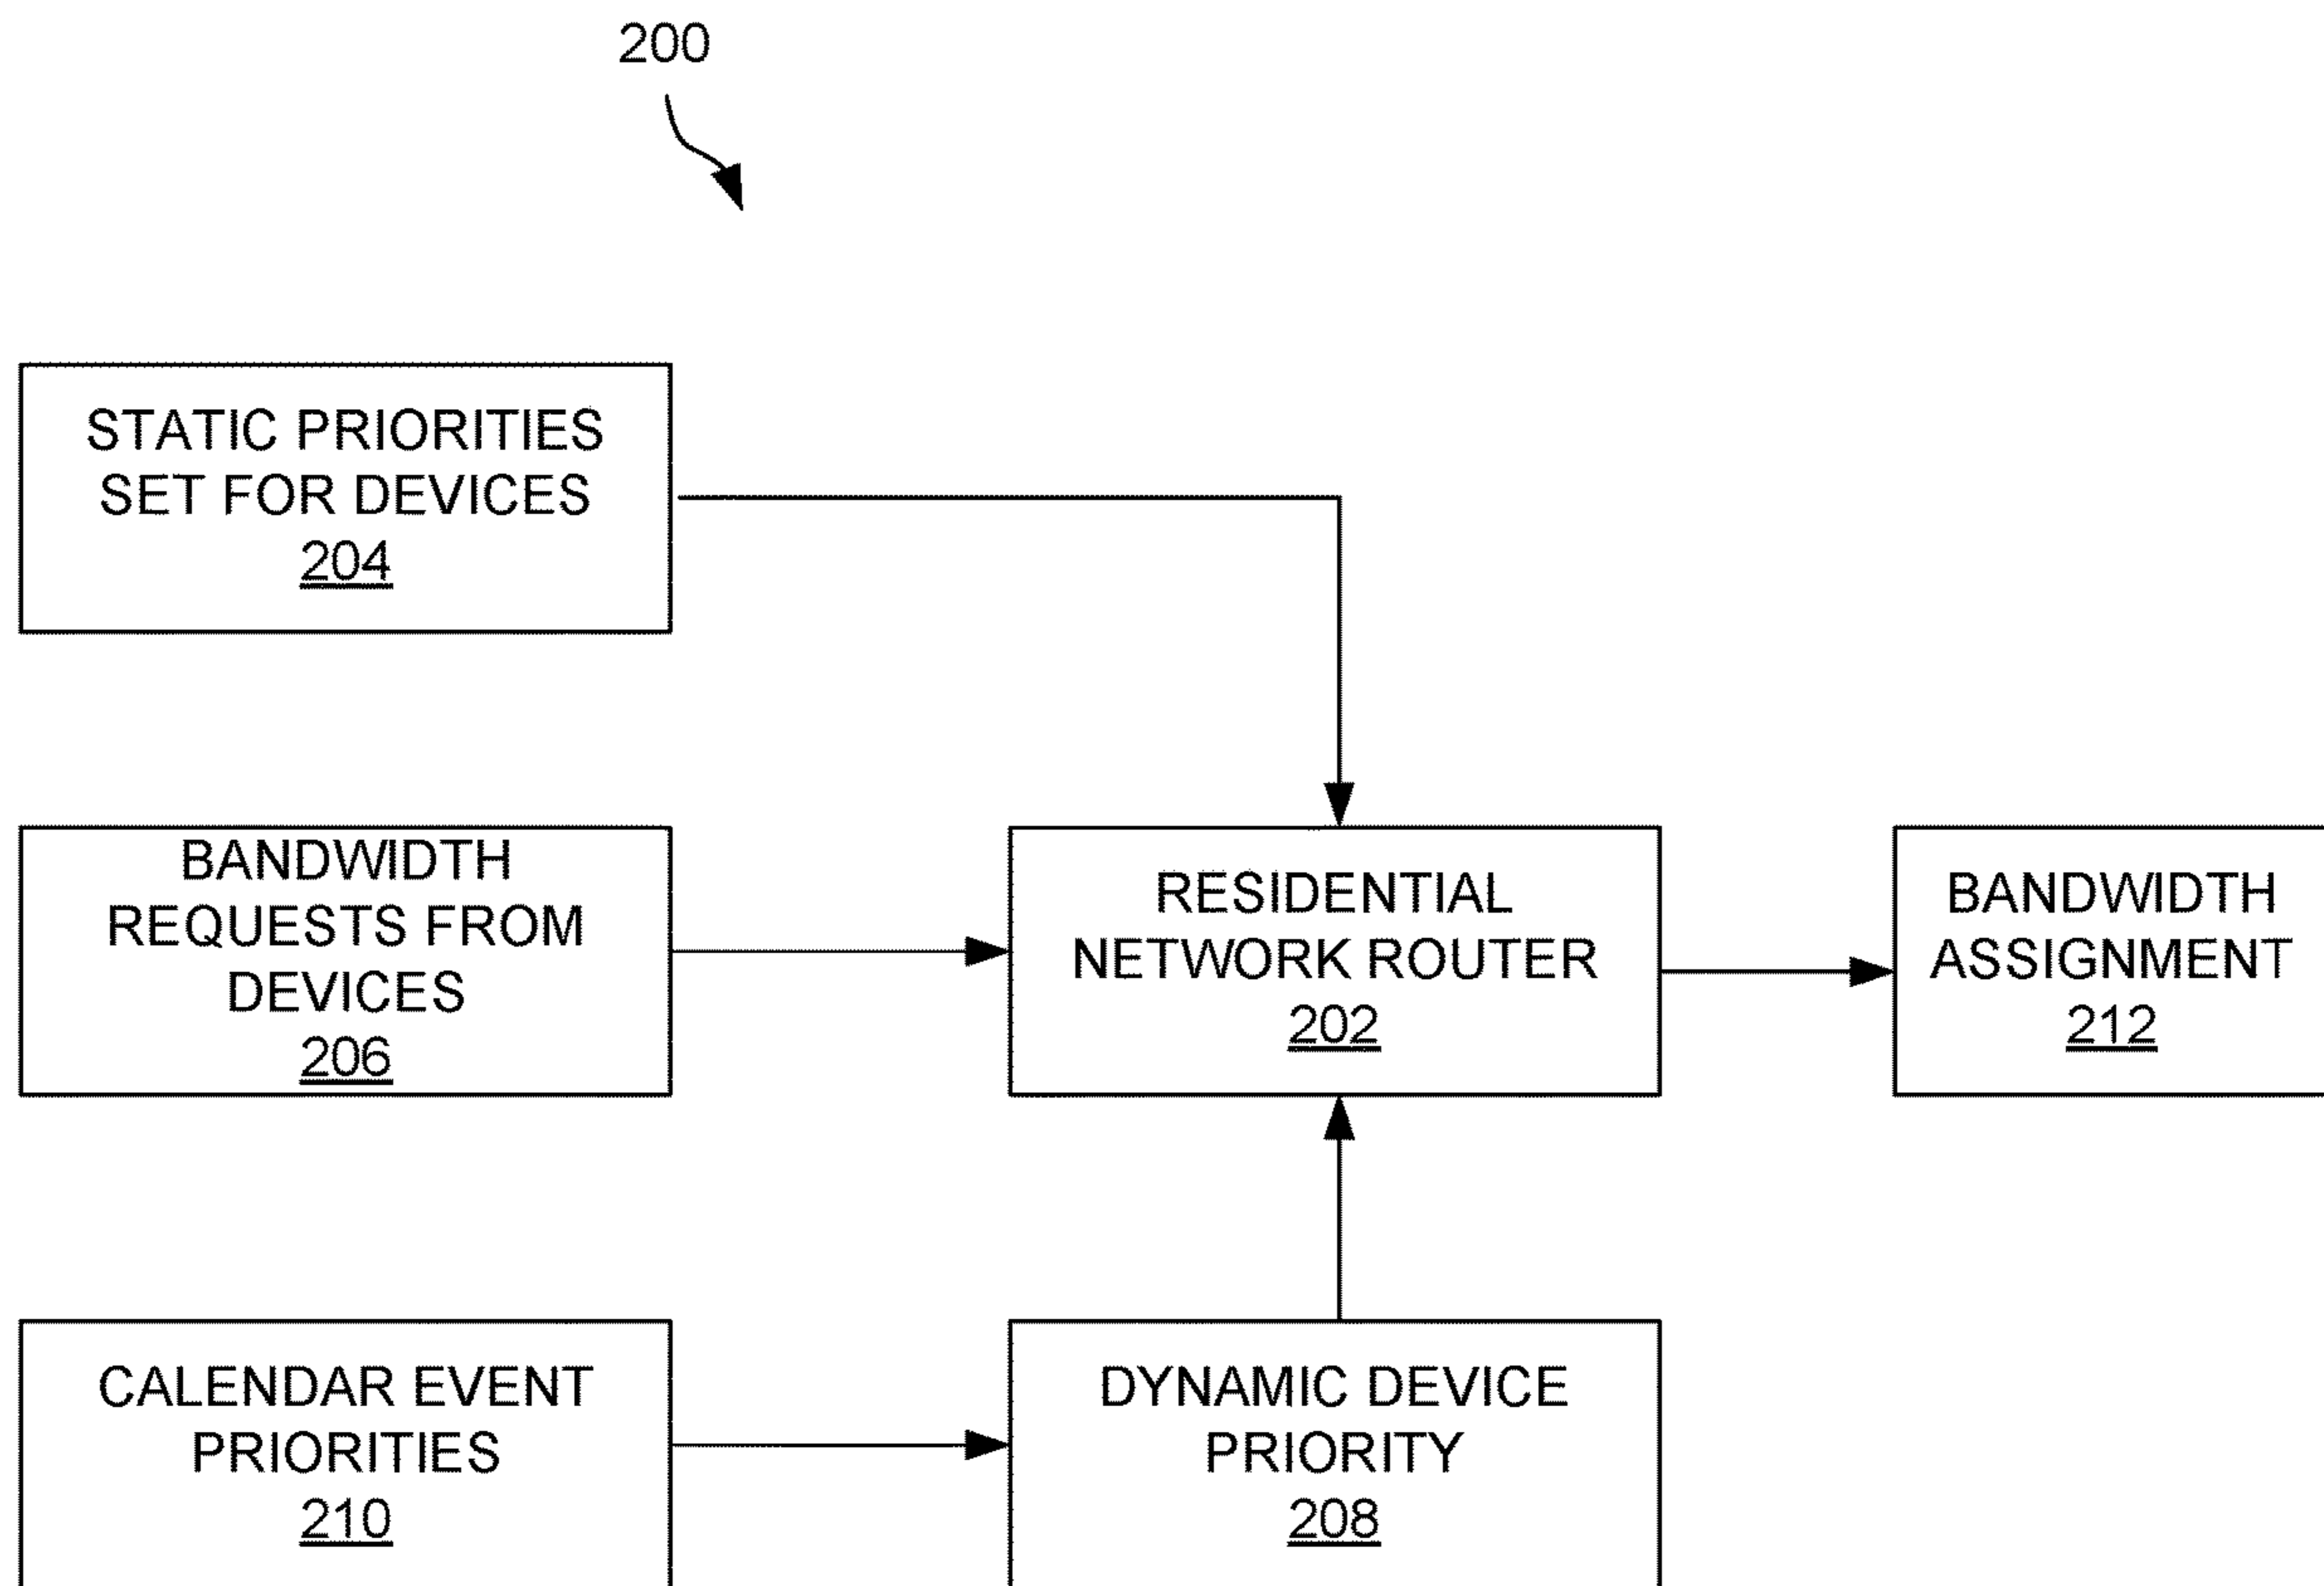 200
STATIC PRIORITIES
SET FOR DEVICES
204
BANDWIDTH
REQUESTS FROM
DEVICES
206
RESIDENTIAL
NETWORK ROUTER
202
BANDWIDTH
ASSIGNMENT
212
CALENDAR EVENT
PRIORITIES
210
DYNAMIC DEVICE
PRIORITY
208